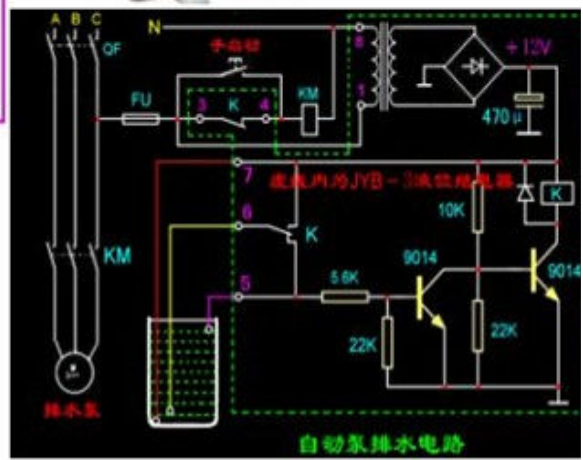 A B C
N
QF
手启动
8
+12V
FU
3 K 4
KM
1
470μ
7
虚线内为JYB-3液位继电器
K
6
K
10K
KM
9014
9014
5
5.6K
22K
22K
排水泵
自动泵排水电路